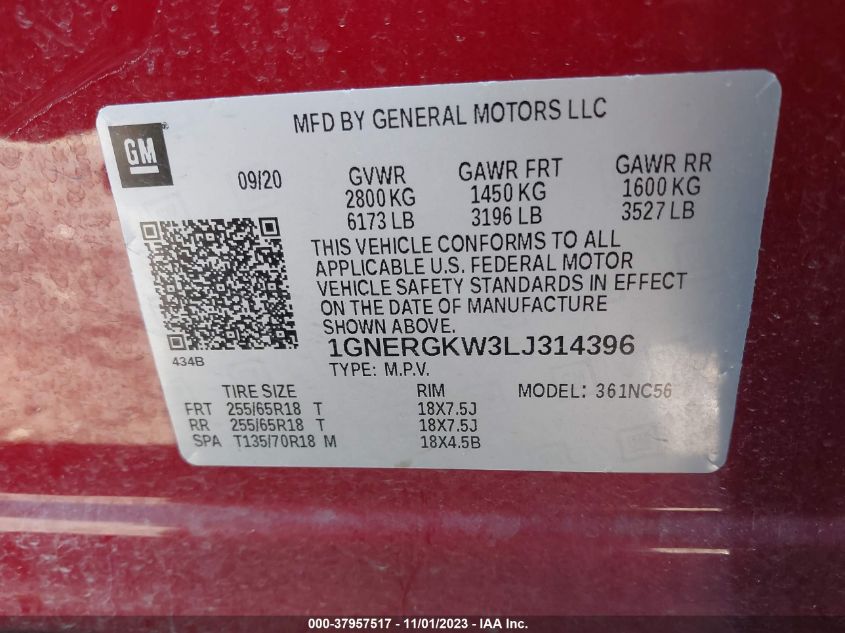 MFD BY GENERAL MOTORS LLC
GM
09/20 GVWR GAWR FRT GAWR RR
2800 KG 1450 KG 1600 KG
6173 LB 3196 LB 3527 LB
THIS VEHICLE CONFORMS TO ALL
APPLICABLE U.S. FEDERAL MOTOR
VEHICLE SAFETY STANDARDS IN EFFECT
ON THE DATE OF MANUFACTURE
SHOWN ABOVE.
434B
1GNERGKW3LJ314396
TYPE: M.P.V.
TIRE SIZE RIM MODEL: 361NC56
FRT 255/65R18 T 18X7.5J
RR 255/65R18 T 18X7.5J
SPA T135/70R18 M 18X4.5B
000-37957517 - 11/01/2023 - IAA Inc.